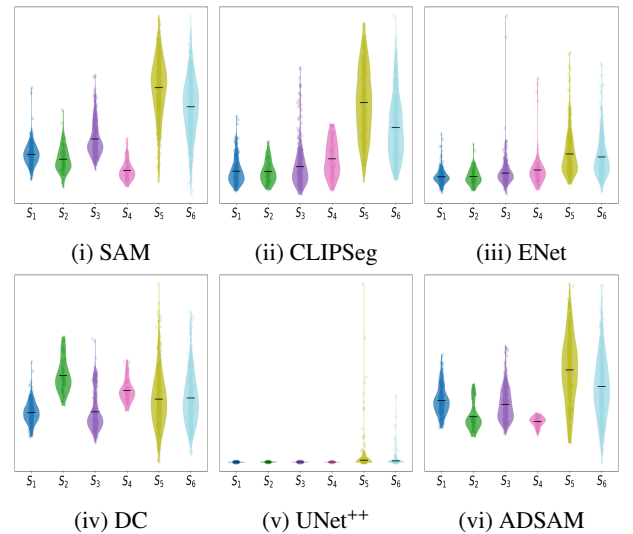 S₁ S₂ S₃ S₄ S₅ S₆ S₁ S₂ S₃ S₄ S₅ S₆ S₁ S₂ S₃ S₄ S₅ S₆
(i) SAM (ii) CLIPSeg (iii) ENet
S₁ S₂ S₃ S₄ S₅ S₆ S₁ S₂ S₃ S₄ S₅ S₆ S₁ S₂ S₃ S₄ S₅ S₆
(iv) DC (v) UNet⁺⁺ (vi) ADSAM